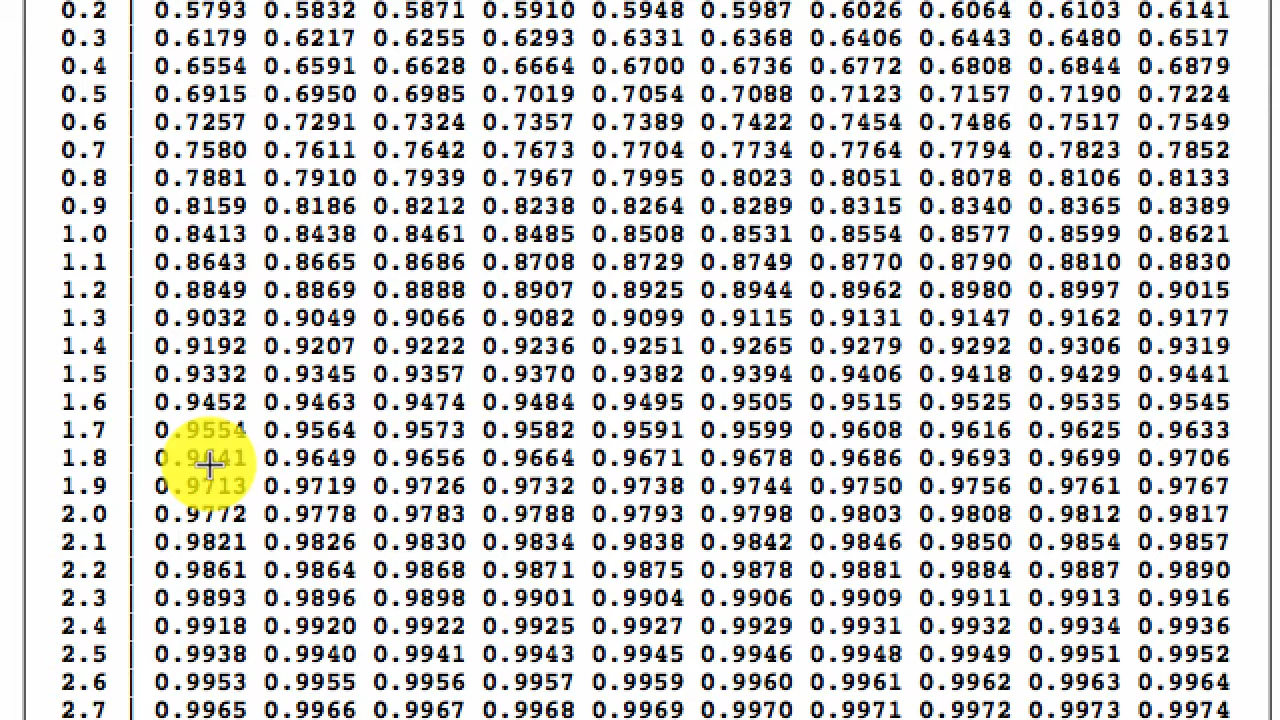 0.2 | 0.5793 0.5832 0.5871 0.5910 0.5948 0.5987 0.6026 0.6064 0.6103 0.6141
0.3 | 0.6179 0.6217 0.6255 0.6293 0.6331 0.6368 0.6406 0.6443 0.6480 0.6517
0.4 | 0.6554 0.6591 0.6628 0.6664 0.6700 0.6736 0.6772 0.6808 0.6844 0.6879
0.5 | 0.6915 0.6950 0.6985 0.7019 0.7054 0.7088 0.7123 0.7157 0.7190 0.7224
0.6 | 0.7257 0.7291 0.7324 0.7357 0.7389 0.7422 0.7454 0.7486 0.7517 0.7549
0.7 | 0.7580 0.7611 0.7642 0.7673 0.7704 0.7734 0.7764 0.7794 0.7823 0.7852
0.8 | 0.7881 0.7910 0.7939 0.7967 0.7995 0.8023 0.8051 0.8078 0.8106 0.8133
0.9 | 0.8159 0.8186 0.8212 0.8238 0.8264 0.8289 0.8315 0.8340 0.8365 0.8389
1.0 | 0.8413 0.8438 0.8461 0.8485 0.8508 0.8531 0.8554 0.8577 0.8599 0.8621
1.1 | 0.8643 0.8665 0.8686 0.8708 0.8729 0.8749 0.8770 0.8790 0.8810 0.8830
1.2 | 0.8849 0.8869 0.8888 0.8907 0.8925 0.8944 0.8962 0.8980 0.8997 0.9015
1.3 | 0.9032 0.9049 0.9066 0.9082 0.9099 0.9115 0.9131 0.9147 0.9162 0.9177
1.4 | 0.9192 0.9207 0.9222 0.9236 0.9251 0.9265 0.9279 0.9292 0.9306 0.9319
1.5 | 0.9332 0.9345 0.9357 0.9370 0.9382 0.9394 0.9406 0.9418 0.9429 0.9441
1.6 | 0.9452 0.9463 0.9474 0.9484 0.9495 0.9505 0.9515 0.9525 0.9535 0.9545
1.7 | 0.9554 0.9564 0.9573 0.9582 0.9591 0.9599 0.9608 0.9616 0.9625 0.9633
1.8 | 0.9641 0.9649 0.9656 0.9664 0.9671 0.9678 0.9686 0.9693 0.9699 0.9706
1.9 | 0.9713 0.9719 0.9726 0.9732 0.9738 0.9744 0.9750 0.9756 0.9761 0.9767
2.0 | 0.9772 0.9778 0.9783 0.9788 0.9793 0.9798 0.9803 0.9808 0.9812 0.9817
2.1 | 0.9821 0.9826 0.9830 0.9834 0.9838 0.9842 0.9846 0.9850 0.9854 0.9857
2.2 | 0.9861 0.9864 0.9868 0.9871 0.9875 0.9878 0.9881 0.9884 0.9887 0.9890
2.3 | 0.9893 0.9896 0.9898 0.9901 0.9904 0.9906 0.9909 0.9911 0.9913 0.9916
2.4 | 0.9918 0.9920 0.9922 0.9925 0.9927 0.9929 0.9931 0.9932 0.9934 0.9936
2.5 | 0.9938 0.9940 0.9941 0.9943 0.9945 0.9946 0.9948 0.9949 0.9951 0.9952
2.6 | 0.9953 0.9955 0.9956 0.9957 0.9959 0.9960 0.9961 0.9962 0.9963 0.9964
2.7 | 0.9965 0.9966 0.9967 0.9968 0.9969 0.9970 0.9971 0.9972 0.9973 0.9974